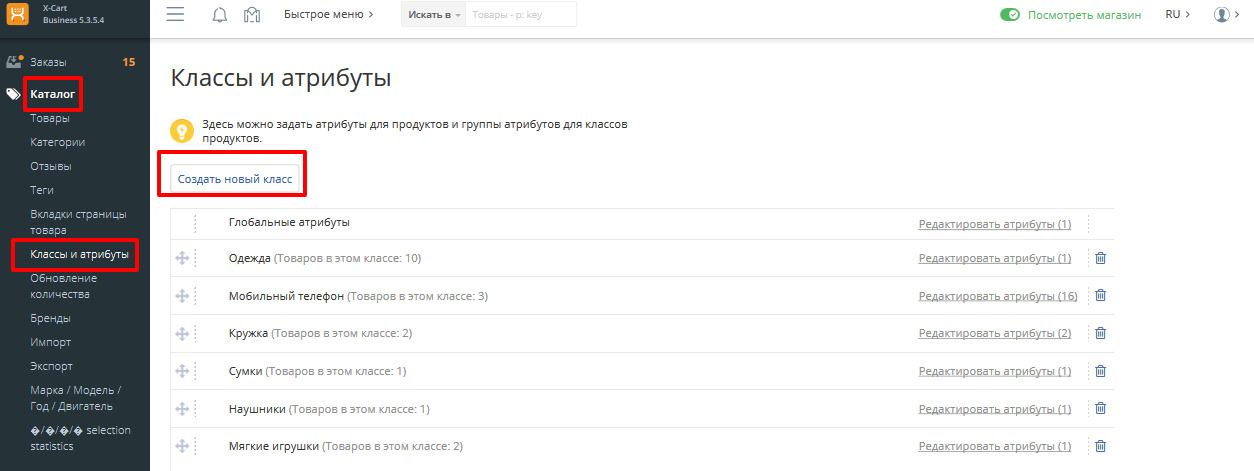 X-Cart
Business 5.3.5.4
Быстрое меню
Искать в
Товары - р: key
Посмотреть магазин
RU
Заказы
15
Каталог
Товары
Категории
Отзывы
Теги
Вкладки страницы
товара
Классы и атрибуты
Обновление
количества
Бренды
Импорт
Экспорт
Марка / Модель /
Год / Двигатель
�/�/�/� selection
statistics
Классы и атрибуты
Здесь можно задать атрибуты для продуктов и группы атрибутов для классов
продуктов.
Создать новый класс
Глобальные атрибуты
Редактировать атрибуты (1)
Одежда (Товаров в этом классе: 10)
Редактировать атрибуты (1)
Мобильный телефон (Товаров в этом классе: 3)
Редактировать атрибуты (16)
Кружка (Товаров в этом классе: 2)
Редактировать атрибуты (2)
Сумки (Товаров в этом классе: 1)
Редактировать атрибуты (1)
Наушники (Товаров в этом классе: 1)
Редактировать атрибуты (1)
Мягкие игрушки (Товаров в этом классе: 2)
Редактировать атрибуты (1)